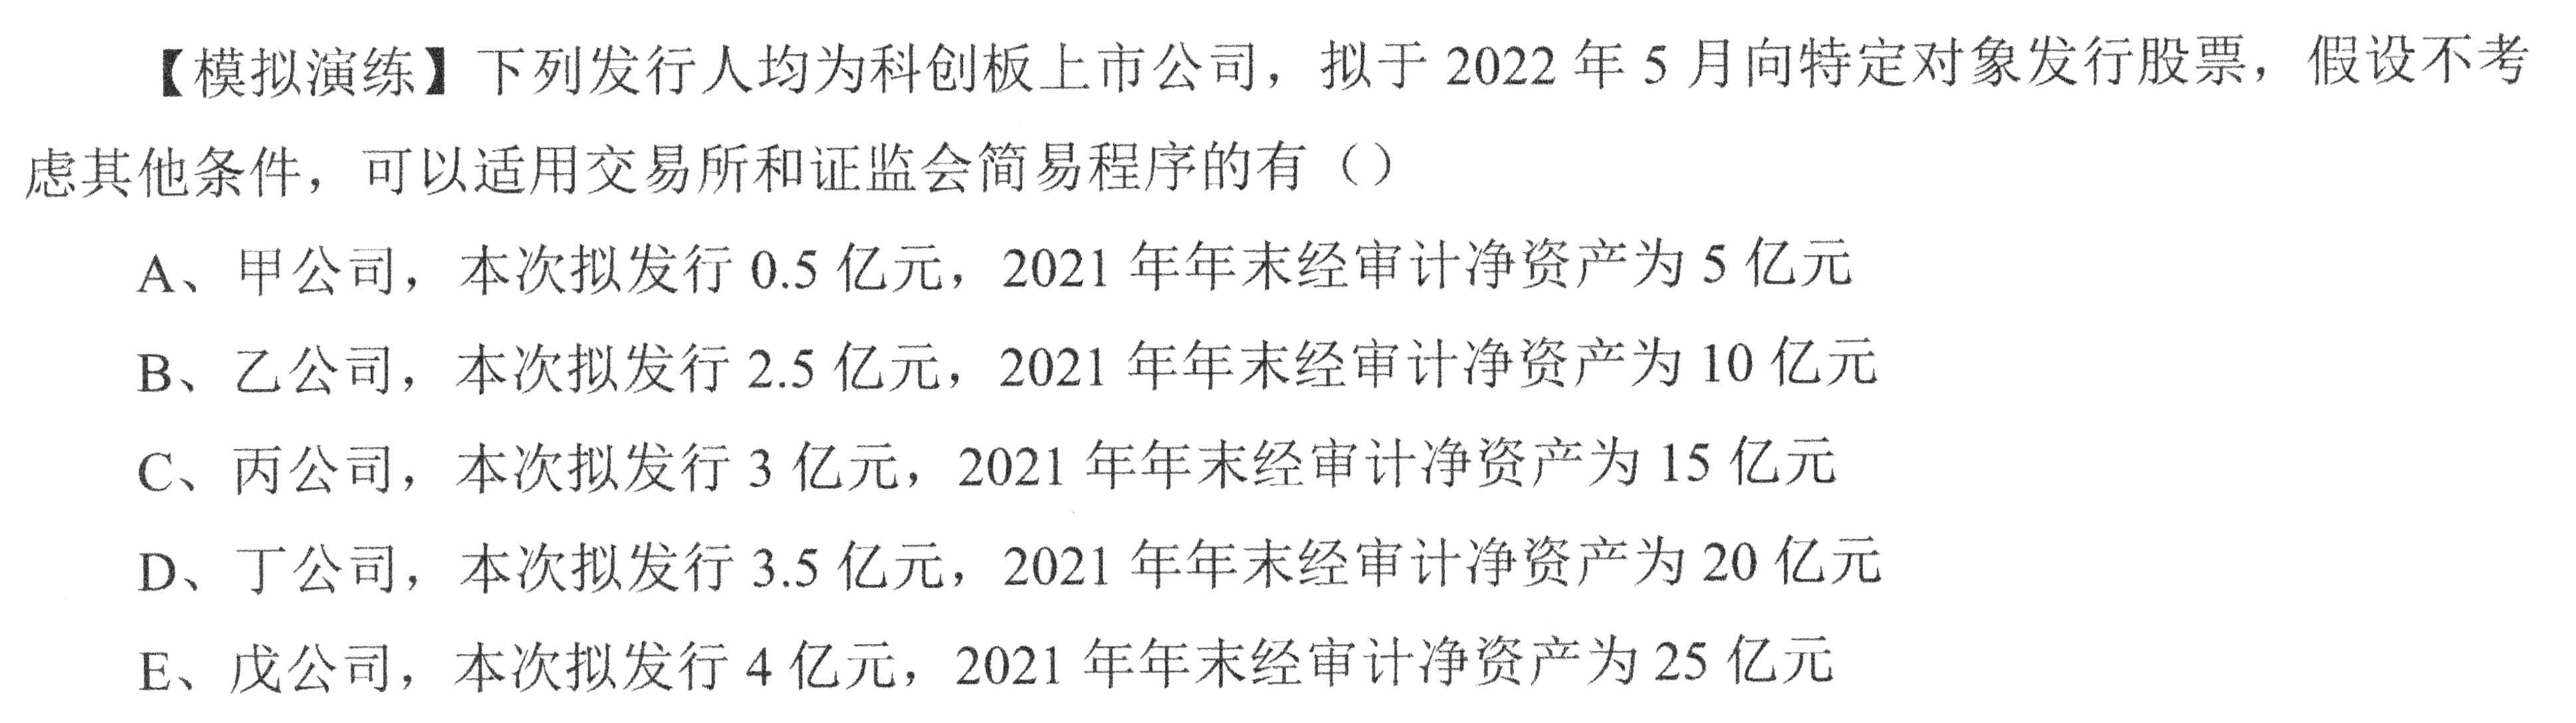 【模拟演练】下列发行人均为科创板上市公司，拟于 2022 年 5 月向特定对象发行股票，假设不考
虑其他条件，可以适用交易所和证监会简易程序的有（）
A、甲公司，本次拟发行 0.5 亿元，2021 年年末经审计净资产为 5 亿元
B、乙公司，本次拟发行 2.5 亿元，2021 年年末经审计净资产为 10 亿元
C、丙公司，本次拟发行 3 亿元，2021 年年末经审计净资产为 15 亿元
D、丁公司，本次拟发行 3.5 亿元，2021 年年末经审计净资产为 20 亿元
E、戊公司，本次拟发行 4 亿元，2021 年年末经审计净资产为 25 亿元